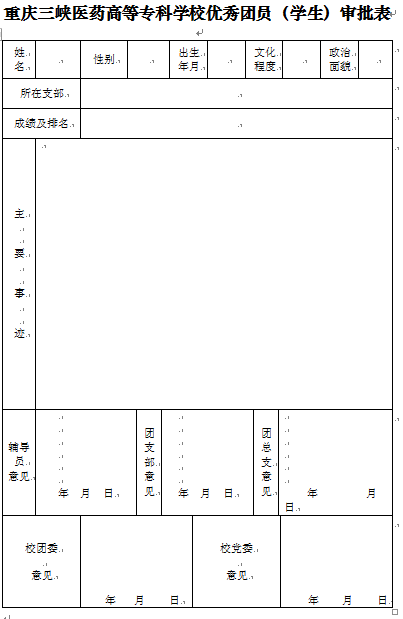 重庆三峡医药高等专科学校优秀团员（学生）审批表
姓名 性别 出生年月 文化程度 政治面貌
所在支部
成绩及排名
主
要
事
迹
辅导员意见
年 月 日
团支部意见
年 月 日
团总支意见
年 月
日
校团委
意见
年 月 日
校党委
意见
年 月 日